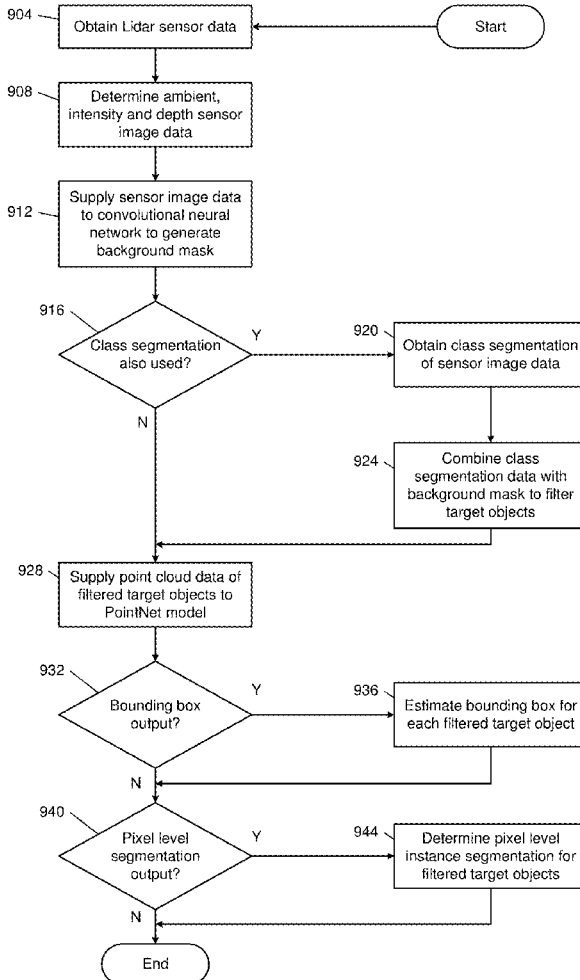 904
Obtain Lidar sensor data
Start
908
Determine ambient,
intensity and depth sensor
image data
912
Supply sensor image data
to convolutional neural
network to generate
background mask
916
Class segmentation
also used?
Y
N
920
Obtain class segmentation
of sensor image data
924
Combine class
segmentation data with
background mask to filter
target objects
928
Supply point cloud data of
filtered target objects to
PointNet model
932
Bounding box
output?
Y
N
936
Estimate bounding box for
each filtered target object
940
Pixel level
segmentation
output?
Y
N
944
Determine pixel level
instance segmentation for
filtered target objects
End